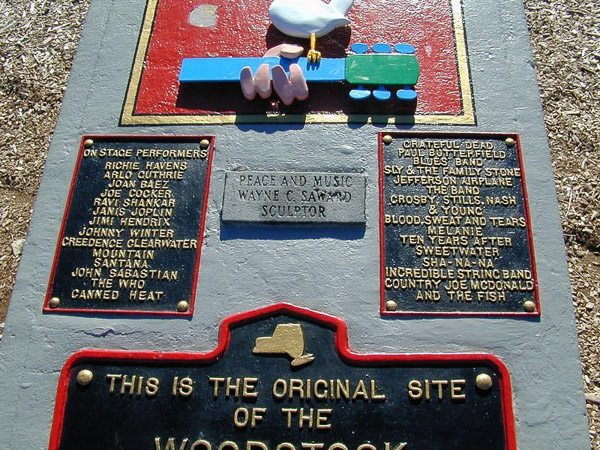 ON STAGE PERFORMERS
RICHIE HAVENS
ARLO GUTHRIE
JOAN BAEZ
JOE COCKER
RAVI SHANKAR
JANIS JOPLIN
JIMI HENDRIX
JOHNNY WINTER
CREEDENCE CLEARWATER
MOUNTAIN
SANTANA
JOHN SABASTIAN
THE WHO
CANNED HEAT
PEACE AND MUSIC
WAYNE C. SAWARD
SCULPTOR
GRATEFUL DEAD
PAUL BUTTERFIELD
BLUES BAND
SLY & THE FAMILY STONE
JEFFERSON AIRPLANE
THE BAND
CROSBY, STILLS, NASH
& YOUNG
BLOOD, SWEAT AND TEARS
MELANIE
TEN YEARS AFTER
SWEETWATER
SHA-NA-NA
INCREDIBLE STRING BAND
COUNTRY JOE MCDONALD
AND THE FISH
THIS IS THE ORIGINAL SITE
OF THE
WOODSTOCK